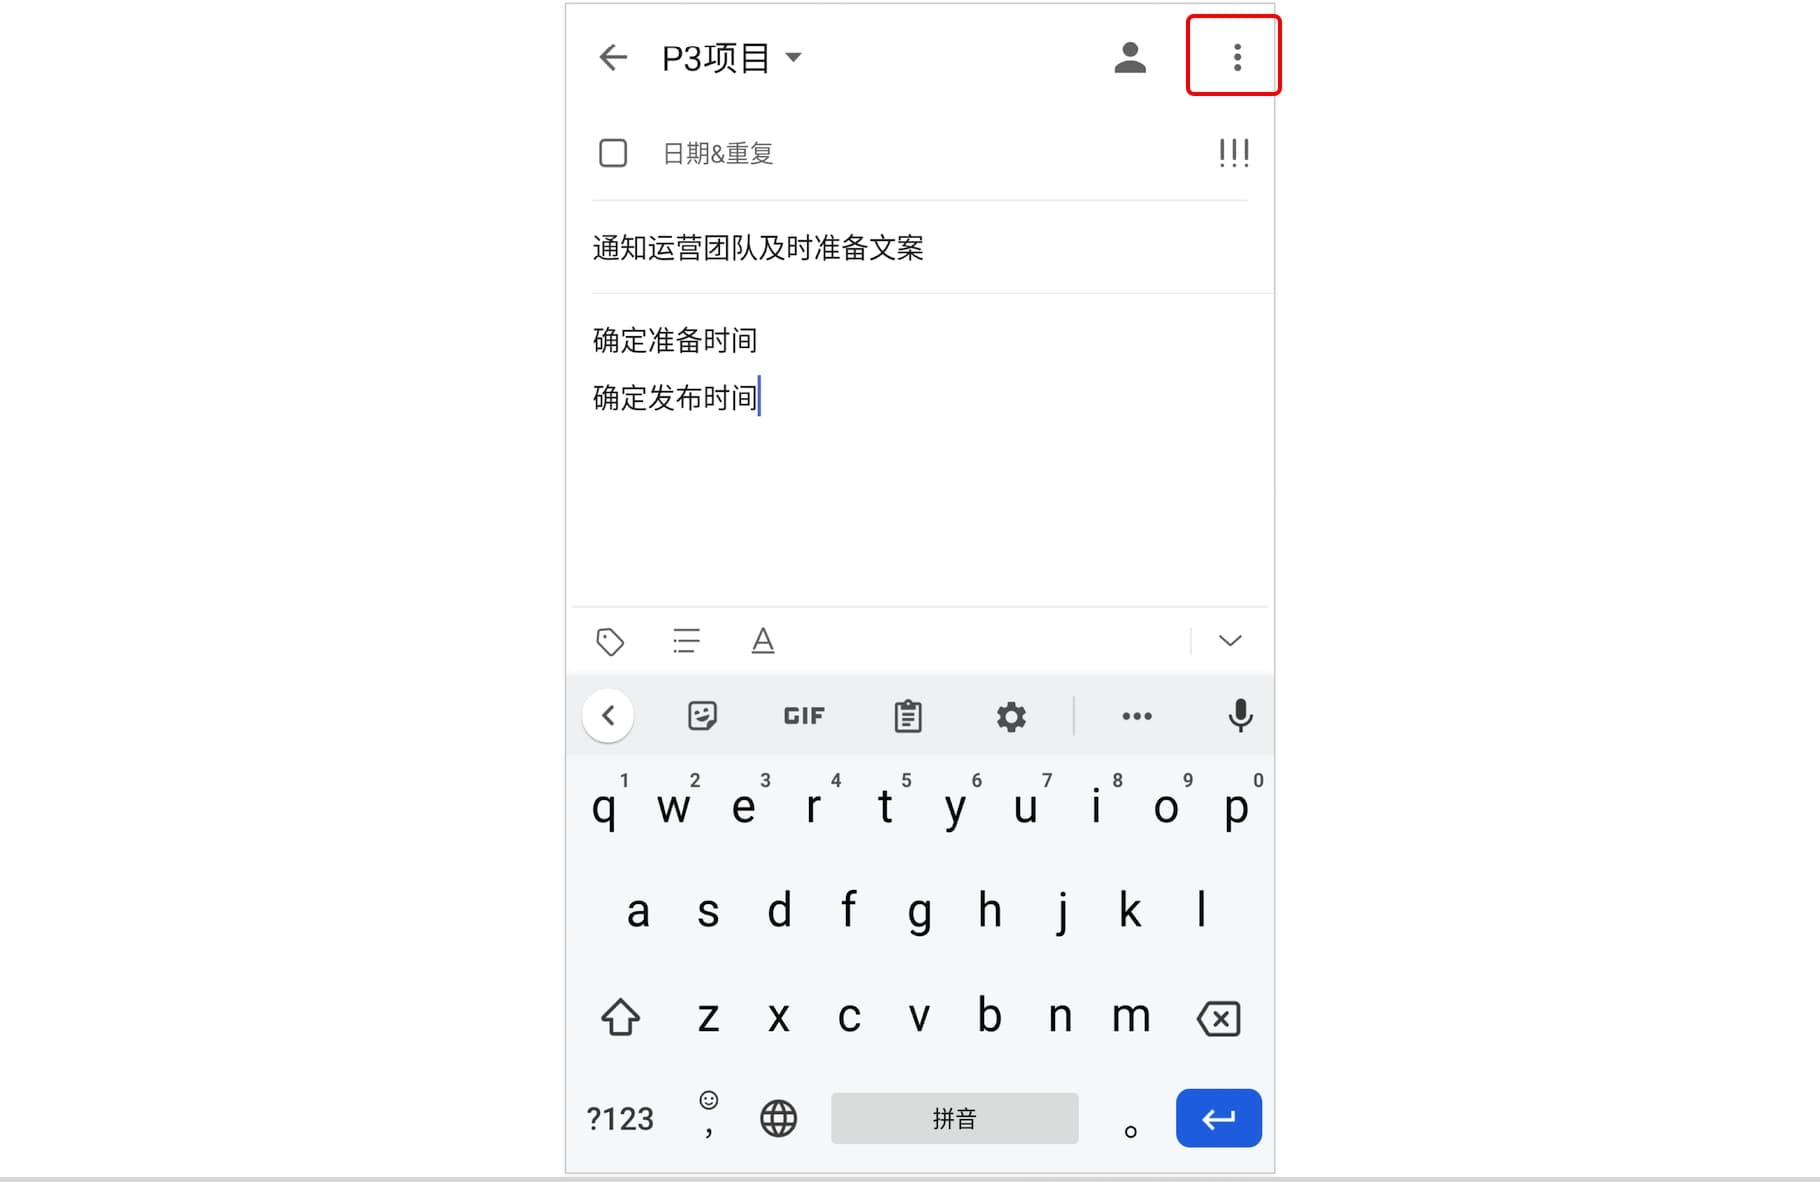 P3项目
日期&重复
!!!
通知运营团队及时准备文案
确定准备时间
确定发布时间
A
GIF
1 2 3 4 5 6 7 8 9 0
q w e r t y u i o p
a s d f g h j k l
z x c v b n m
?123 , 拼音 。